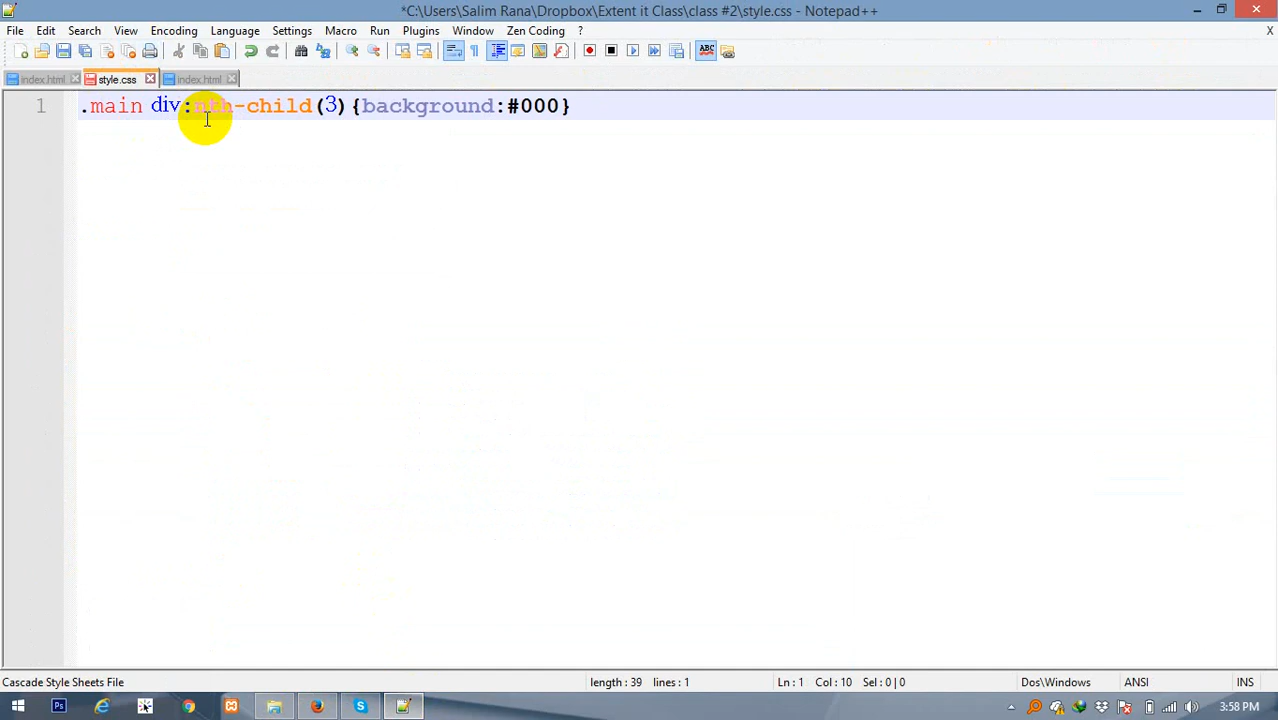 *C:\Users\Salim Rana\Dropbox\Extent it Class\class #2\style.css - Notepad++
File Edit Search View Encoding Language Settings Macro Run Plugins Window Zen Coding ? X
index.html style.css index.html
1 .main div:nth-child(3){background:#000}
Cascade Style Sheets File length : 39 lines : 1 Ln : 1 Col : 10 Sel : 0 | 0 Dos\Windows ANSI INS
3:58 PM